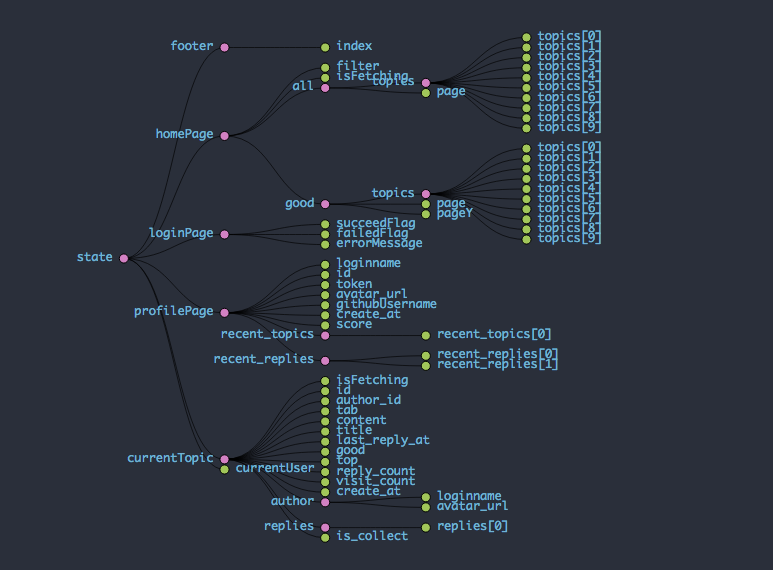 footer
index
filter
isFetching
all
topics
page
topics[0]
topics[1]
topics[2]
topics[3]
topics[4]
topics[5]
topics[6]
topics[7]
topics[8]
topics[9]
homePage
good
topics
page
pageY
topics[0]
topics[1]
topics[2]
topics[3]
topics[4]
topics[5]
topics[6]
topics[7]
topics[8]
topics[9]
loginPage
succeedFlag
failedFlag
errorMessage
state
profilePage
loginname
id
token
avatar_url
githubUsername
create_at
score
recent_topics
recent_topics[0]
recent_replies
recent_replies[0]
recent_replies[1]
currentTopic
isFetching
id
author_id
tab
content
title
last_reply_at
good
top
reply_count
visit_count
create_at
author
loginname
avatar_url
replies
replies[0]
is_collect
currentUser